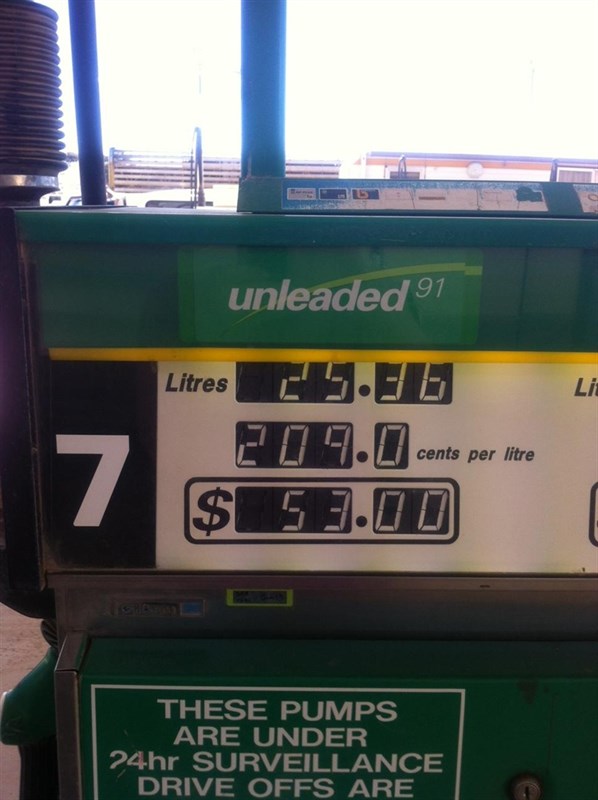 unleaded 91
Litres 25.36
Lit
7
209.0 cents per litre
$ 53.00
THESE PUMPS
ARE UNDER
24hr SURVEILLANCE
DRIVE OFFS ARE